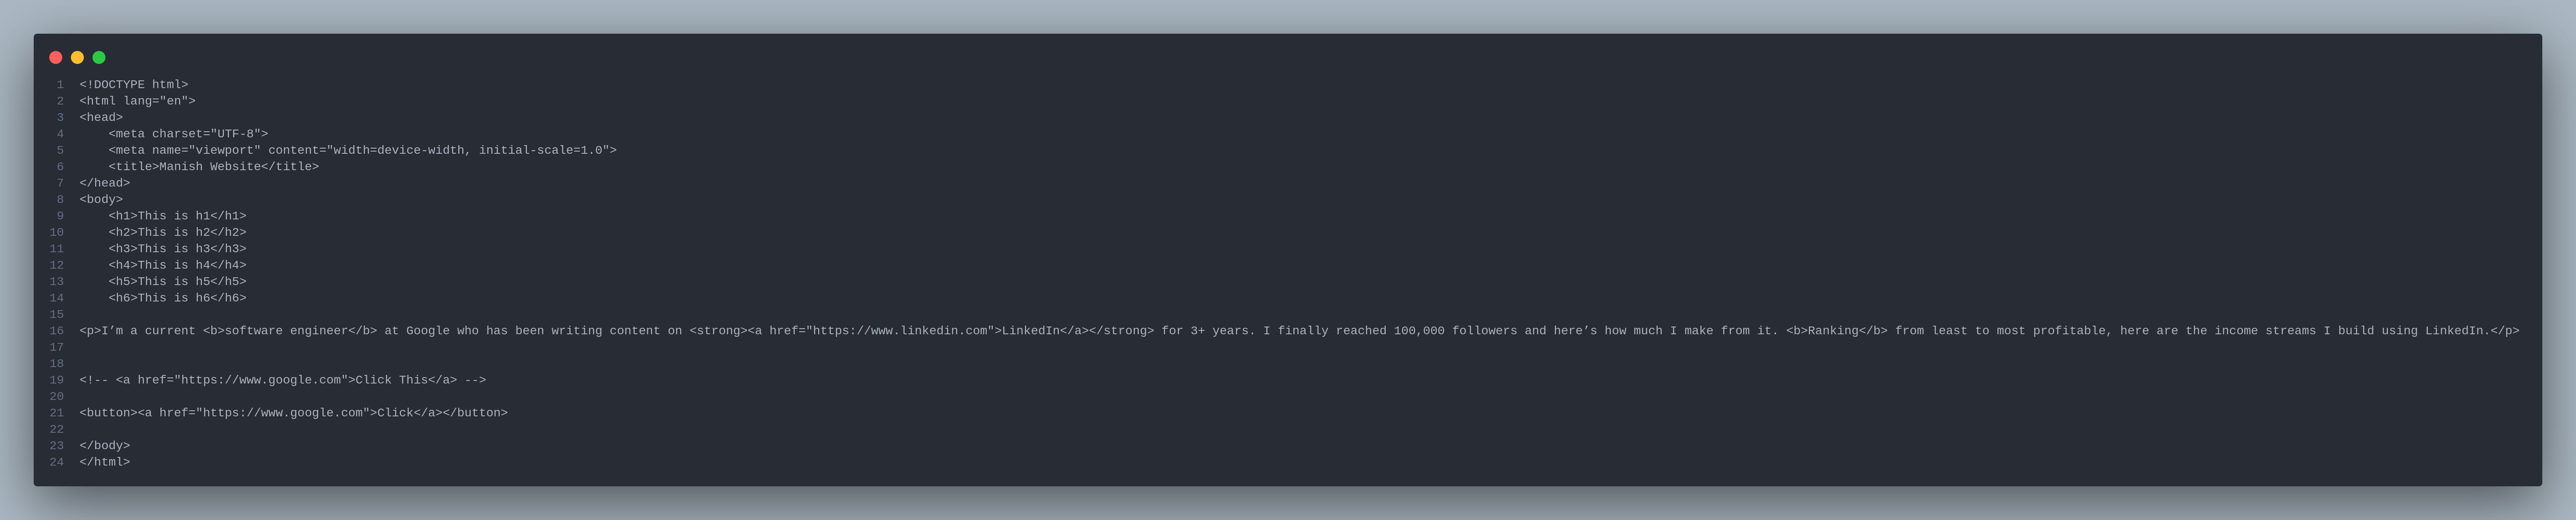 1 <!DOCTYPE html>
2 <html lang="en">
3 <head>
4     <meta charset="UTF-8">
5     <meta name="viewport" content="width=device-width, initial-scale=1.0">
6     <title>Manish Website</title>
7 </head>
8 <body>
9     <h1>This is h1</h1>
10     <h2>This is h2</h2>
11     <h3>This is h3</h3>
12     <h4>This is h4</h4>
13     <h5>This is h5</h5>
14     <h6>This is h6</h6>
15
16 <p>I’m a current <b>software engineer</b> at Google who has been writing content on <strong><a href="https://www.linkedin.com">LinkedIn</a></strong> for 3+ years. I finally reached 100,000 followers and here’s how much I make from it. <b>Ranking</b> from least to most profitable, here are the income streams I build using LinkedIn.</p>
17
18
19 <!-- <a href="https://www.google.com">Click This</a> -->
20
21 <button><a href="https://www.google.com">Click</a></button>
22
23 </body>
24 </html>